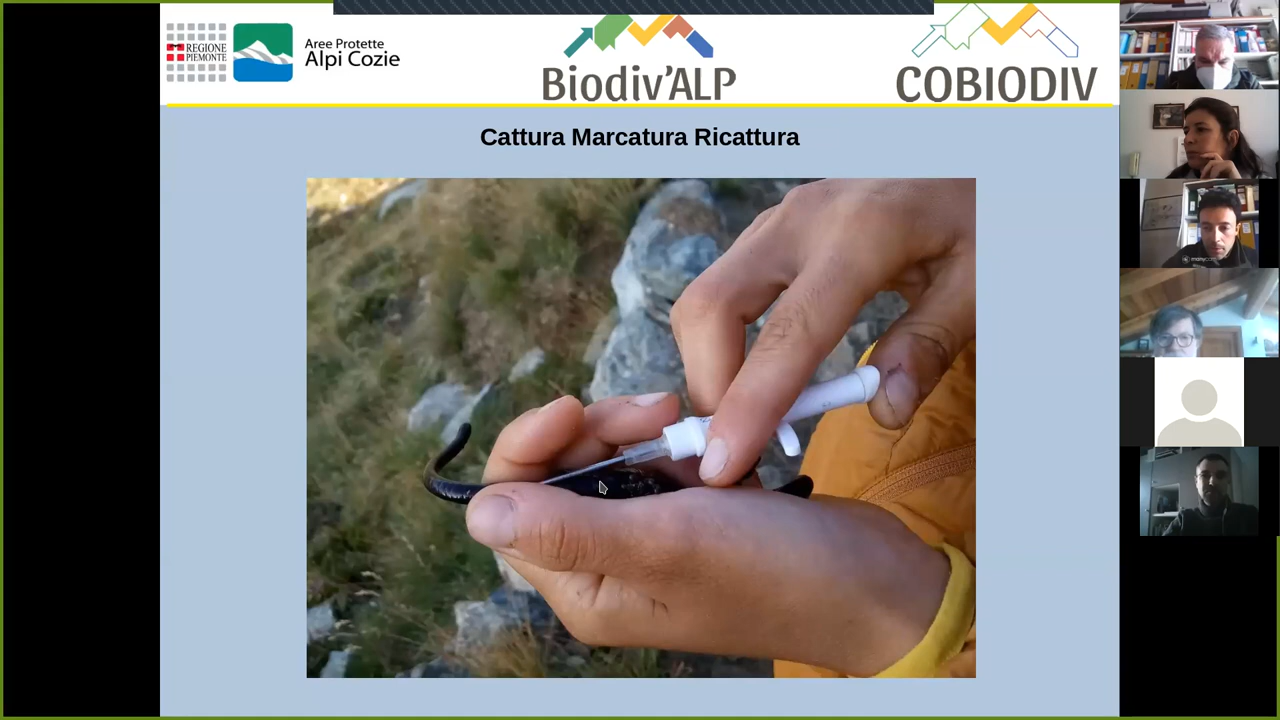 REGIONE
PIEMONTE
Aree Protette
Alpi Cozie
Biodiv'ALP
COBIODIV
Cattura Marcatura Ricattura